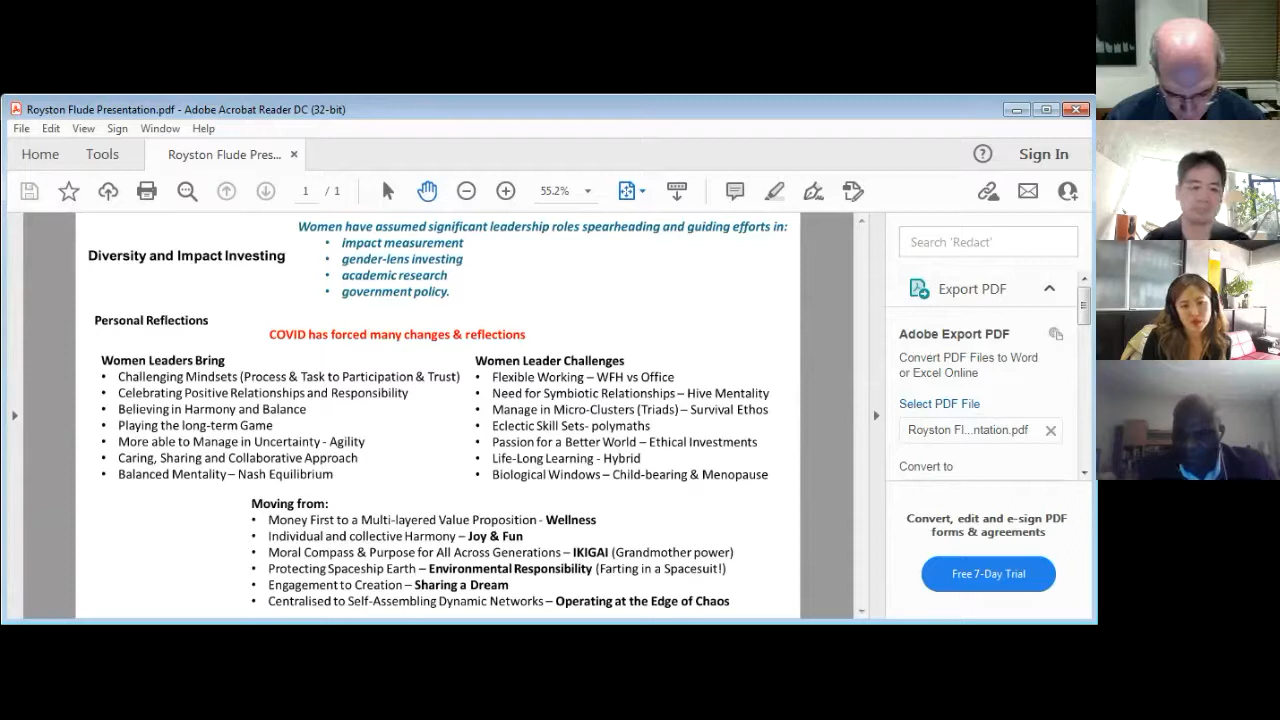 Royston Flude Presentation.pdf - Adobe Acrobat Reader DC (32-bit)
File Edit View Sign Window Help
Home Tools Royston Flude Pres... × Sign In
1 / 1 55.2%
Women have assumed significant leadership roles spearheading and guiding efforts in:
• impact measurement
Diversity and Impact Investing
• gender-lens investing
• academic research
• government policy.
Personal Reflections
COVID has forced many changes & reflections
Women Leaders Bring
• Challenging Mindsets (Process & Task to Participation & Trust)
• Celebrating Positive Relationships and Responsibility
• Believing in Harmony and Balance
• Playing the long-term Game
• More able to Manage in Uncertainty - Agility
• Caring, Sharing and Collaborative Approach
• Balanced Mentality – Nash Equilibrium
Women Leader Challenges
• Flexible Working – WFH vs Office
• Need for Symbiotic Relationships – Hive Mentality
• Manage in Micro-Clusters (Triads) – Survival Ethos
• Eclectic Skill Sets- polymaths
• Passion for a Better World – Ethical Investments
• Life-Long Learning - Hybrid
• Biological Windows – Child-bearing & Menopause
Moving from:
• Money First to a Multi-layered Value Proposition - Wellness
• Individual and collective Harmony – Joy & Fun
• Moral Compass & Purpose for All Across Generations – IKIGAI (Grandmother power)
• Protecting Spaceship Earth – Environmental Responsibility (Farting in a Spacesuit!)
• Engagement to Creation – Sharing a Dream
• Centralised to Self-Assembling Dynamic Networks – Operating at the Edge of Chaos
Search 'Redact'
Export PDF
Adobe Export PDF
Convert PDF Files to Word
or Excel Online
Select PDF File
Royston Fl...ntation.pdf ×
Convert to
Convert, edit and e-sign PDF
forms & agreements
Free 7-Day Trial